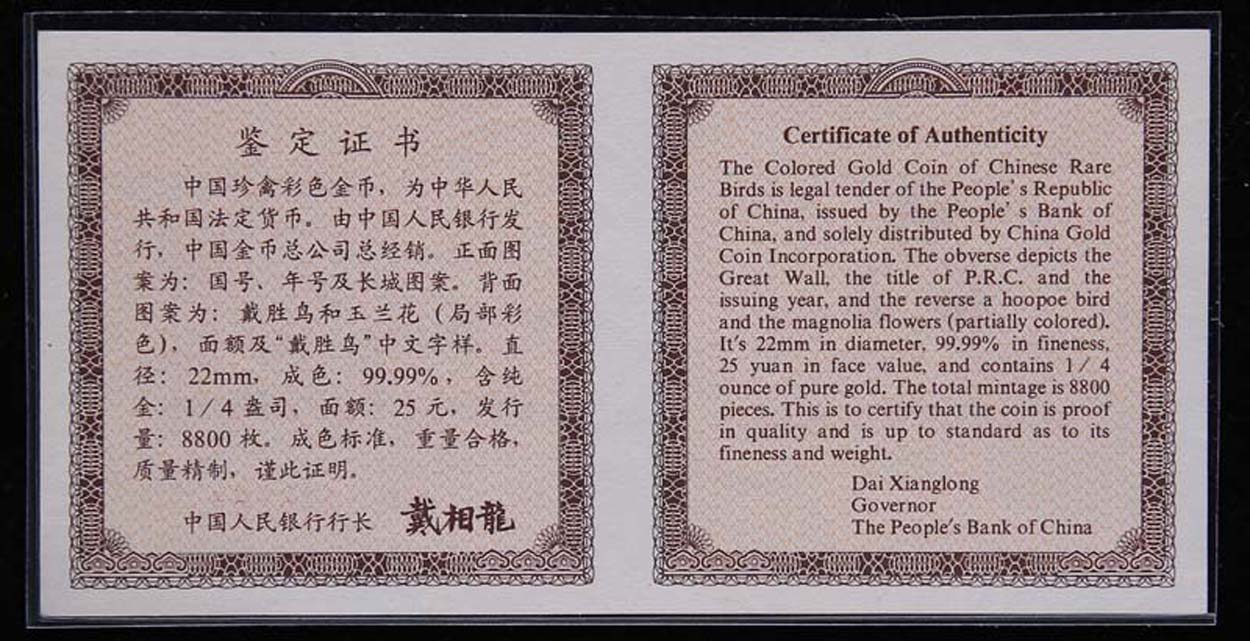 鉴定证书
中国珍禽彩色金币，为中华人民
共和国法定货币。由中国人民银行发
行，中国金币总公司总经销。正面图
案为：国号、年号及长城图案。背面
图案为：戴胜鸟和玉兰花（局部彩
色），面额及“戴胜鸟”中文字样。直
径：22mm，成色：99.99%，含纯
金：1/4盎司，面额：25元，发行
量：8800枚。成色标准，重量合格，
质量精制，谨此证明。
中国人民银行行长 戴相龍
Certificate of Authenticity
The Colored Gold Coin of Chinese Rare
Birds is legal tender of the People's Republic
of China, issued by the People's Bank of
China, and solely distributed by China Gold
Coin Incorporation. The obverse depicts the
Great Wall, the title of P.R.C. and the
issuing year, and the reverse a hoopoe bird
and the magnolia flowers (partially colored).
It's 22mm in diameter, 99.99% in fineness,
25 yuan in face value, and contains 1/4
ounce of pure gold. The total mintage is 8800
pieces. This is to certify that the coin is proof
in quality and is up to standard as to its
fineness and weight.
Dai Xianglong
Governor
The People's Bank of China